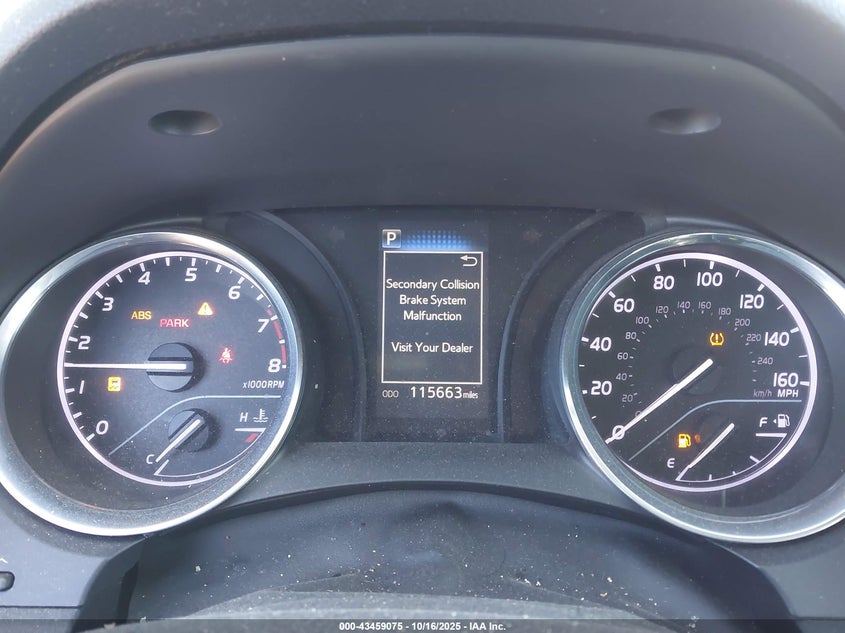 P
Secondary Collision
Brake System
Malfunction
Visit Your Dealer
ODO 115663 miles
ABS
PARK
0
1
2
3
4
5
6
7
8
x1000RPM
H
C
0
20
40
60
80
100
120
140
160
km/h MPH
0
20
40
60
80
100
120
140
160
180
200
220
240
F
E
000-43459075 - 10/16/2025 - IAA Inc.